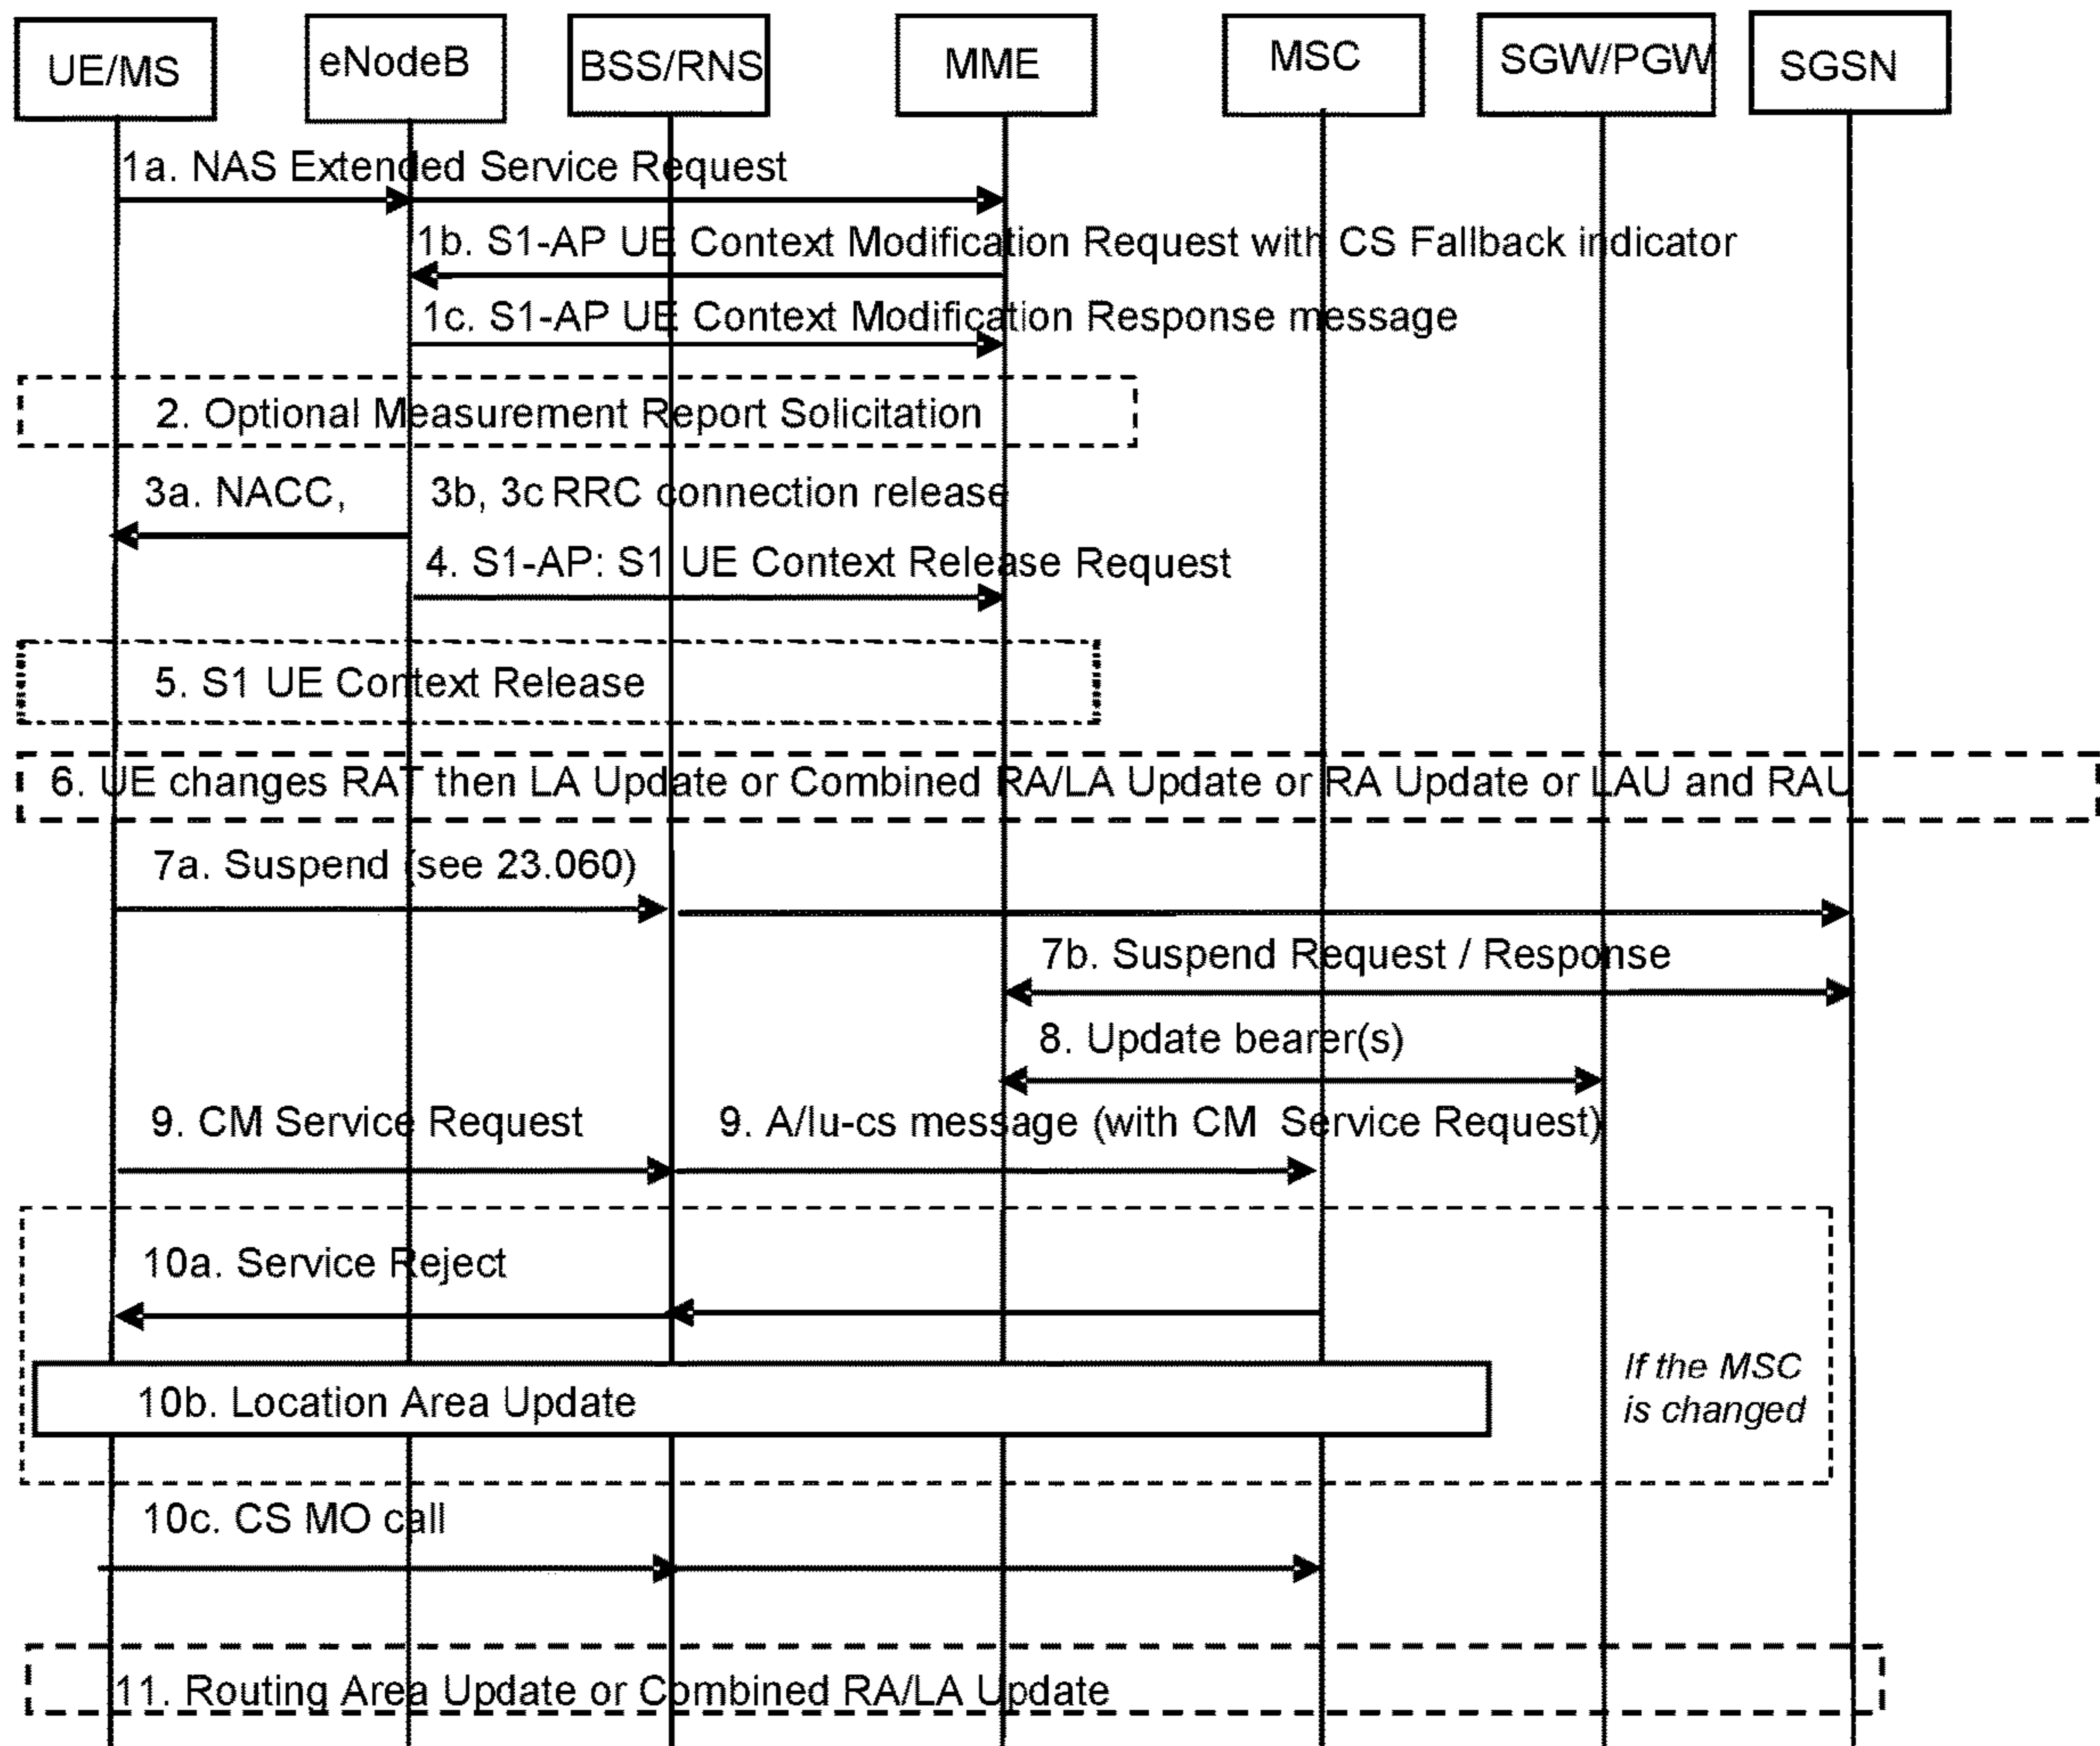 UE/MS
eNodeB
BSS/RNS
MME
MSC
SGW/PGW
SGSN
1a. NAS Extended Service Request
1b. S1-AP UE Context Modification Request with CS Fallback indicator
1c. S1-AP UE Context Modification Response message
2. Optional Measurement Report Solicitation
3a. NACC, 3b, 3c RRC connection release
4. S1-AP: S1 UE Context Release Request
5. S1 UE Context Release
6. UE changes RAT then LA Update or Combined RA/LA Update or RA Update or LAU and RAU
7a. Suspend (see 23.060)
7b. Suspend Request / Response
8. Update bearer(s)
9. CM Service Request
9. A/Iu-cs message (with CM Service Request)
10a. Service Reject
If the MSC
is changed
10b. Location Area Update
10c. CS MO call
11. Routing Area Update or Combined RA/LA Update